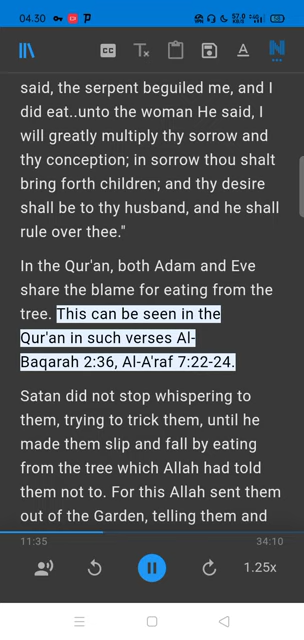 04.30
57.0
KB/S
4G
CC
said, the serpent beguiled me, and I
did eat..unto the woman He said, I
will greatly multiply thy sorrow and
thy conception; in sorrow thou shalt
bring forth children; and thy desire
shall be to thy husband, and he shall
rule over thee."
In the Qur'an, both Adam and Eve
share the blame for eating from the
tree. This can be seen in the
Qur'an in such verses Al-
Baqarah 2:36, Al-A'raf 7:22-24.
Satan did not stop whispering to
them, trying to trick them, until he
made them slip and fall by eating
from the tree which Allah had told
them not to. For this Allah sent them
out of the Garden, telling them and
11:35
34:10
1.25x